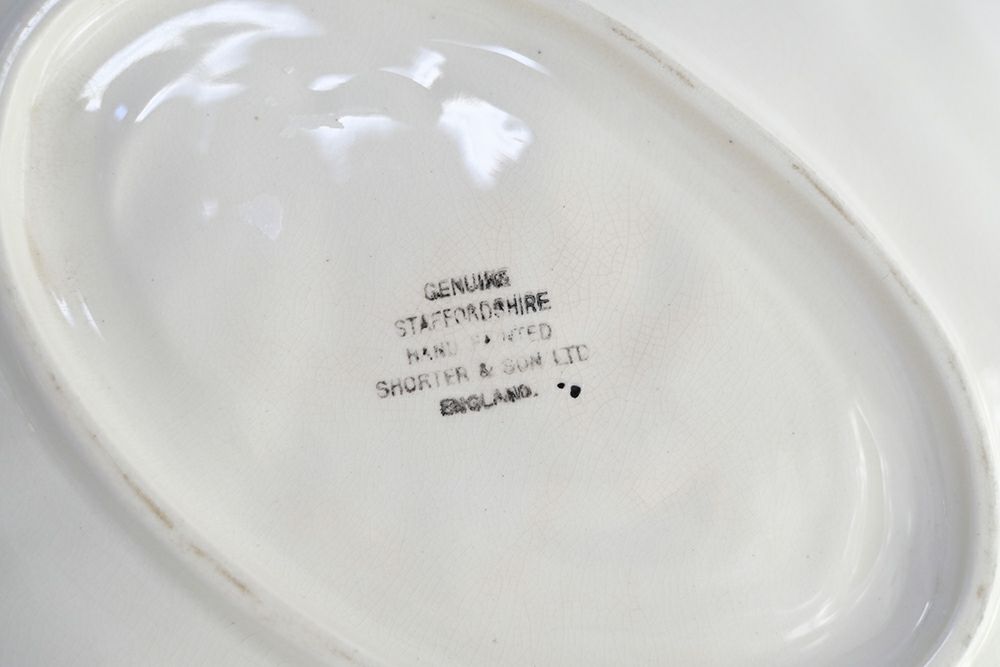 GENUINE
STAFFORDSHIRE
HAND PAINTED
SHORTER & SON LTD
ENGLAND.